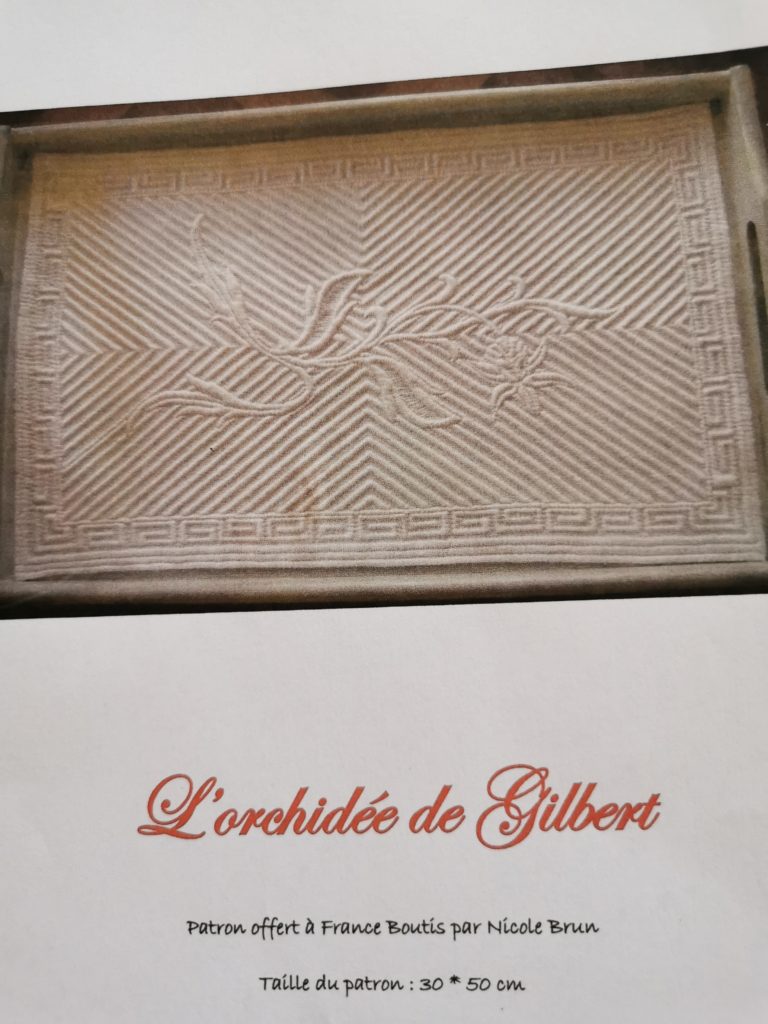 L'orchidée de Gilbert
Patron offert à France Boutis par Nicole Brun
Taille du patron : 30 * 50 cm